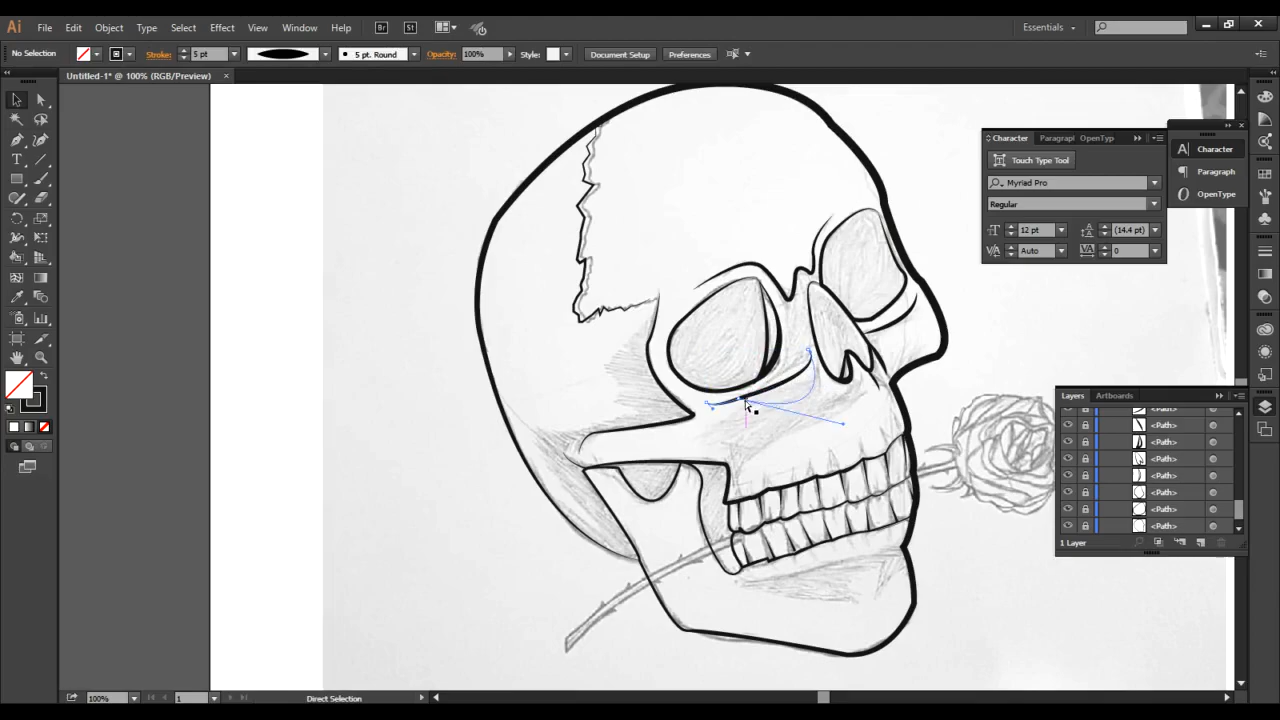 Ai File Edit Object Type Select Effect View Window Help Br St Essentials
No Selection Stroke: 5 pt 5 pt. Round Opacity: 100% Style: Document Setup Preferences
Untitled-1* @ 100% (RGB/Preview)
Character Paragrapl OpenTyp
Touch Type Tool
Myriad Pro
Regular
12 pt (14.4 pt)
Auto 0
Character
Paragraph
OpenType
Layers Artboards
<Path>
<Path>
<Path>
<Path>
<Path>
<Path>
<Path>
1 Layer
100% 1 Direct Selection